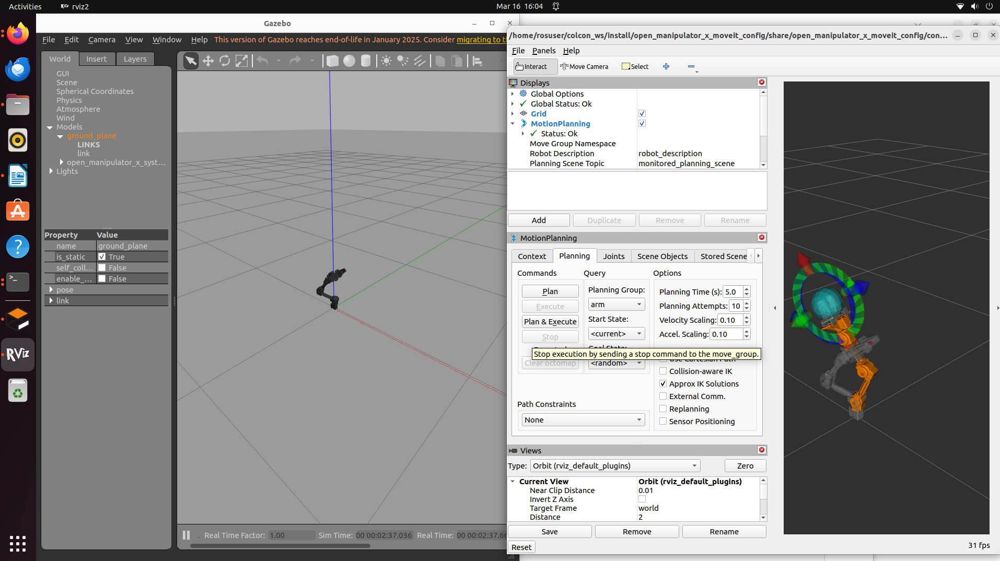 Activities
rviz2
Mar 16 16:04
Gazebo
File Edit Camera View Window Help This version of Gazebo reaches end-of-life in January 2025. Consider migrating to
World Insert Layers
GUI
Scene
Spherical Coordinates
Physics
Atmosphere
Wind
Models
ground_plane
LINKS
link
open_manipulator_x_syst...
Lights
Property Value
name ground_plane
is_static True
self_coll... False
enable_... False
pose
link
Real Time Factor: 1.00 Sim Time: 00 00:02:37.036 Real Time: 00 00:02:37.66
/home/rosuser/colcon_ws/install/open_manipulator_x_moveit_config/share/open_manipulator_x_moveit_config/con...
File Panels Help
Interact Move Camera Select
Displays
Global Options
Global Status: Ok
Grid
MotionPlanning
Status: Ok
Move Group Namespace
Robot Description robot_description
Planning Scene Topic monitored_planning_scene
Add Duplicate Remove Rename
MotionPlanning
Context Planning Joints Scene Objects Stored Scene
Commands Query Options
Plan
Execute
Plan & Execute
Stop
Clear octomap
Planning Group:
arm
Start State:
<current>
Goal State:
<random>
Planning Time (s): 5.0
Planning Attempts: 10
Velocity Scaling: 0.10
Accel. Scaling: 0.10
Stop execution by sending a stop command to the move_group.
Use Cartesian Path
Collision-aware IK
Approx IK Solutions
External Comm.
Replanning
Sensor Positioning
Path Constraints
None
Views
Type: Orbit (rviz_default_plugins) Zero
Current View Orbit (rviz_default_plugins)
Near Clip Distance 0.01
Invert Z Axis
Target Frame world
Distance 2
Save Remove Rename
Reset
31 fps
RViz